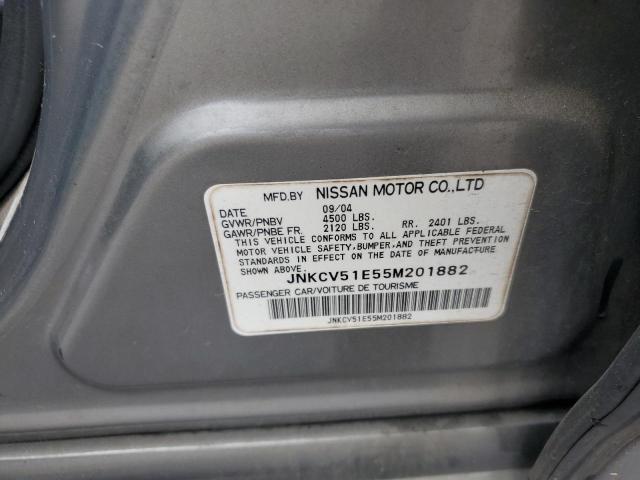 MFD.BY NISSAN MOTOR CO.,LTD
DATE 09/04
GVWR/PNBV 4500 LBS.
GAWR/PNBE FR. 2120 LBS. RR. 2401 LBS.
THIS VEHICLE CONFORMS TO ALL APPLICABLE FEDERAL
MOTOR VEHICLE SAFETY,BUMPER,AND THEFT PREVENTION
STANDARDS IN EFFECT ON THE DATE OF MANUFACTURE
SHOWN ABOVE.
JNKCV51E55M201882
PASSENGER CAR/VOITURE DE TOURISME
JNKCV51E55M201882